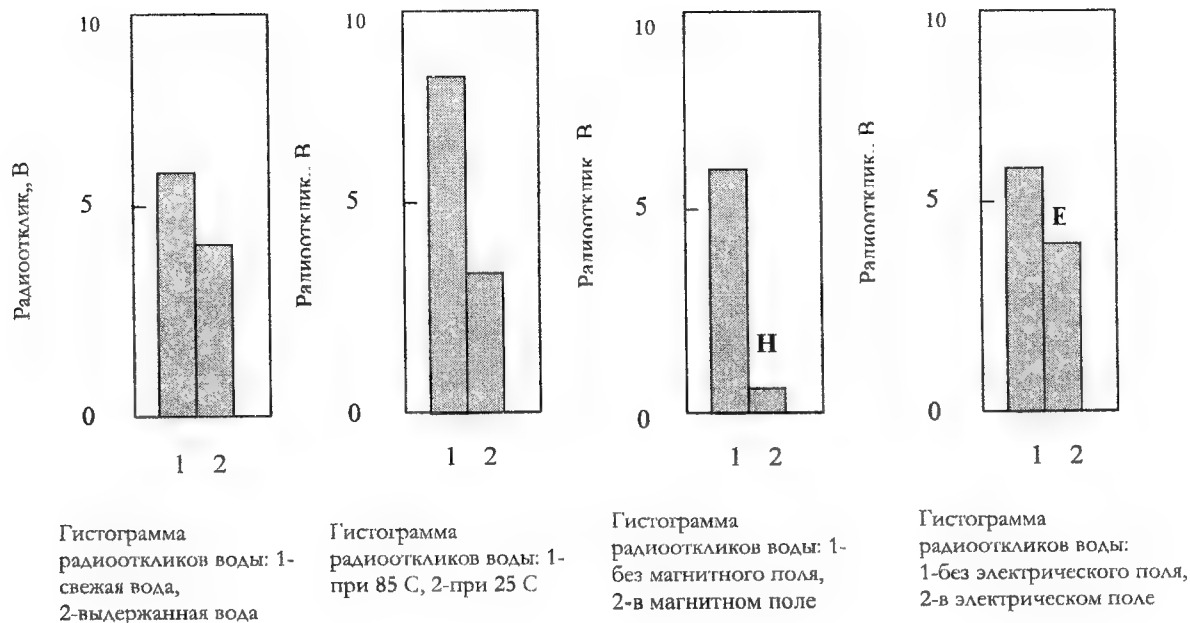 10
5
0
Радиоотклик,, В
1 2
Гистограмма
радиооткликов воды: 1-
свежая вода,
2-выдержанная вода
10
5
0
Радиоотклик.. В
1 2
Гистограмма
радиооткликов воды: 1-
при 85 С, 2-при 25 С
10
5
0
Радиоотклик В
H
1 2
Гистограмма
радиооткликов воды: 1-
без магнитного поля,
2-в магнитном поле
10
5
0
Радиоотклик.. В
E
1 2
Гистограмма
радиооткликов воды:
1-без электрического поля,
2-в электрическом поле